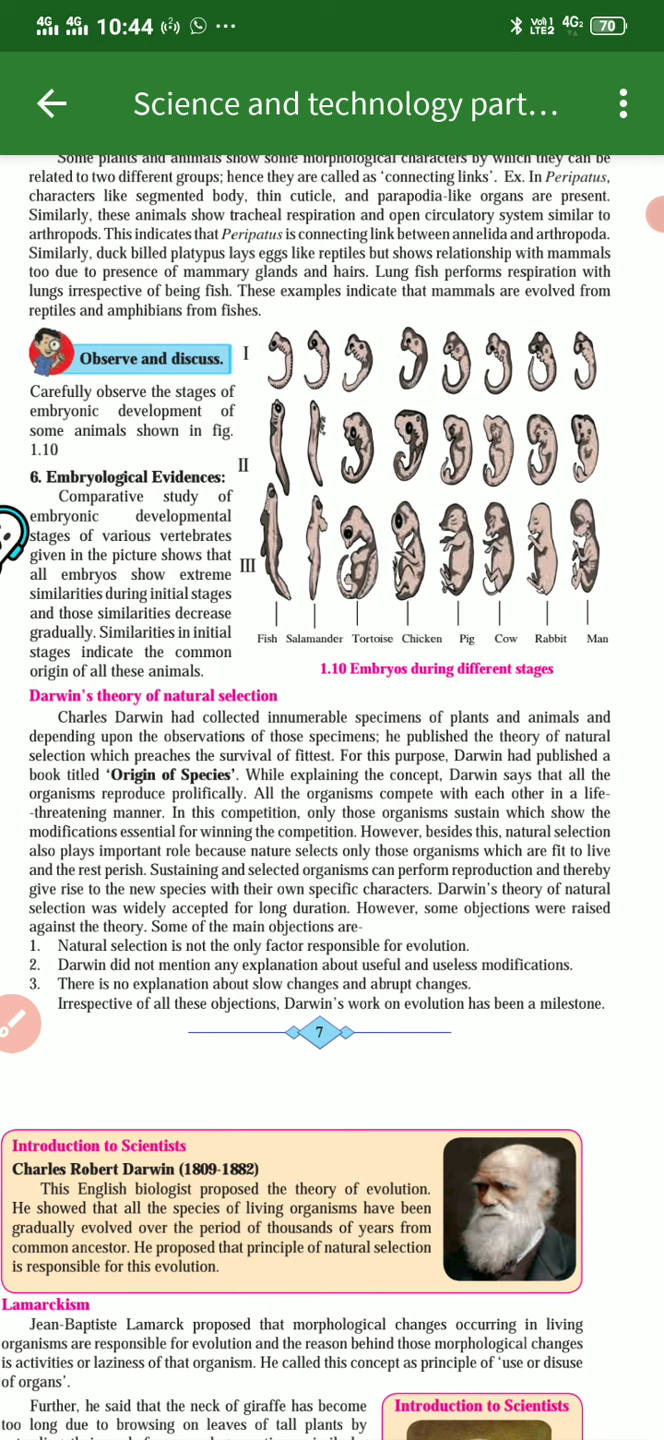 4G 4G 10:44
Vo)) 1 LTE2 4G2 70
Science and technology part...
Some plants and animals show some morphological characters by which they can be
related to two different groups; hence they are called as ‘connecting links’. Ex. In Peripatus,
characters like segmented body, thin cuticle, and parapodia-like organs are present.
Similarly, these animals show tracheal respiration and open circulatory system similar to
arthropods. This indicates that Peripatus is connecting link between annelida and arthropoda.
Similarly, duck billed platypus lays eggs like reptiles but shows relationship with mammals
too due to presence of mammary glands and hairs. Lung fish performs respiration with
lungs irrespective of being fish. These examples indicate that mammals are evolved from
reptiles and amphibians from fishes.
Observe and discuss.
Carefully observe the stages of
embryonic development of
some animals shown in fig.
1.10
6. Embryological Evidences:
Comparative study of
embryonic developmental
stages of various vertebrates
given in the picture shows that
all embryos show extreme
similarities during initial stages
and those similarities decrease
gradually. Similarities in initial
stages indicate the common
origin of all these animals.
I
II
III
Fish Salamander Tortoise Chicken Pig Cow Rabbit Man
1.10 Embryos during different stages
Darwin’s theory of natural selection
Charles Darwin had collected innumerable specimens of plants and animals and
depending upon the observations of those specimens; he published the theory of natural
selection which preaches the survival of fittest. For this purpose, Darwin had published a
book titled ‘Origin of Species’. While explaining the concept, Darwin says that all the
organisms reproduce prolifically. All the organisms compete with each other in a life-
-threatening manner. In this competition, only those organisms sustain which show the
modifications essential for winning the competition. However, besides this, natural selection
also plays important role because nature selects only those organisms which are fit to live
and the rest perish. Sustaining and selected organisms can perform reproduction and thereby
give rise to the new species with their own specific characters. Darwin’s theory of natural
selection was widely accepted for long duration. However, some objections were raised
against the theory. Some of the main objections are-
1. Natural selection is not the only factor responsible for evolution.
2. Darwin did not mention any explanation about useful and useless modifications.
3. There is no explanation about slow changes and abrupt changes.
Irrespective of all these objections, Darwin’s work on evolution has been a milestone.
7
Introduction to Scientists
Charles Robert Darwin (1809-1882)
This English biologist proposed the theory of evolution.
He showed that all the species of living organisms have been
gradually evolved over the period of thousands of years from
common ancestor. He proposed that principle of natural selection
is responsible for this evolution.
Lamarckism
Jean-Baptiste Lamarck proposed that morphological changes occurring in living
organisms are responsible for evolution and the reason behind those morphological changes
is activities or laziness of that organism. He called this concept as principle of ‘use or disuse
of organs’.
Further, he said that the neck of giraffe has become
too long due to browsing on leaves of tall plants by
Introduction to Scientists